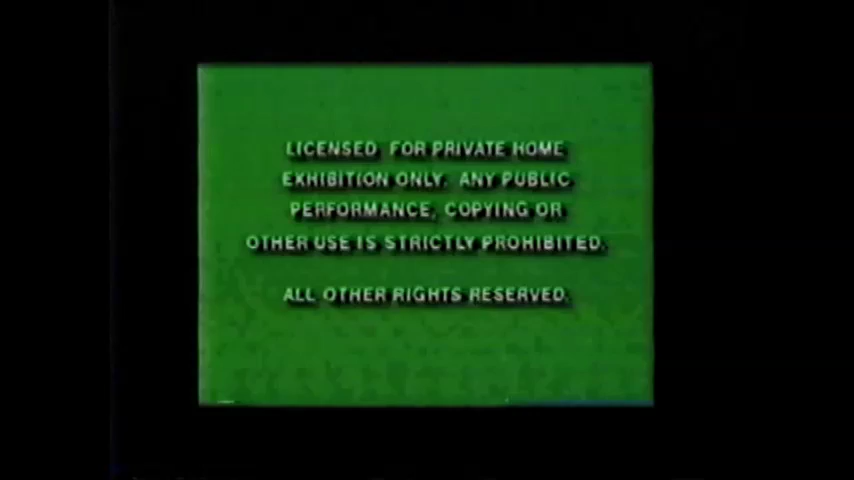 LICENSED FOR PRIVATE HOME
EXHIBITION ONLY. ANY PUBLIC
PERFORMANCE, COPYING OR
OTHER USE IS STRICTLY PROHIBITED.
ALL OTHER RIGHTS RESERVED.